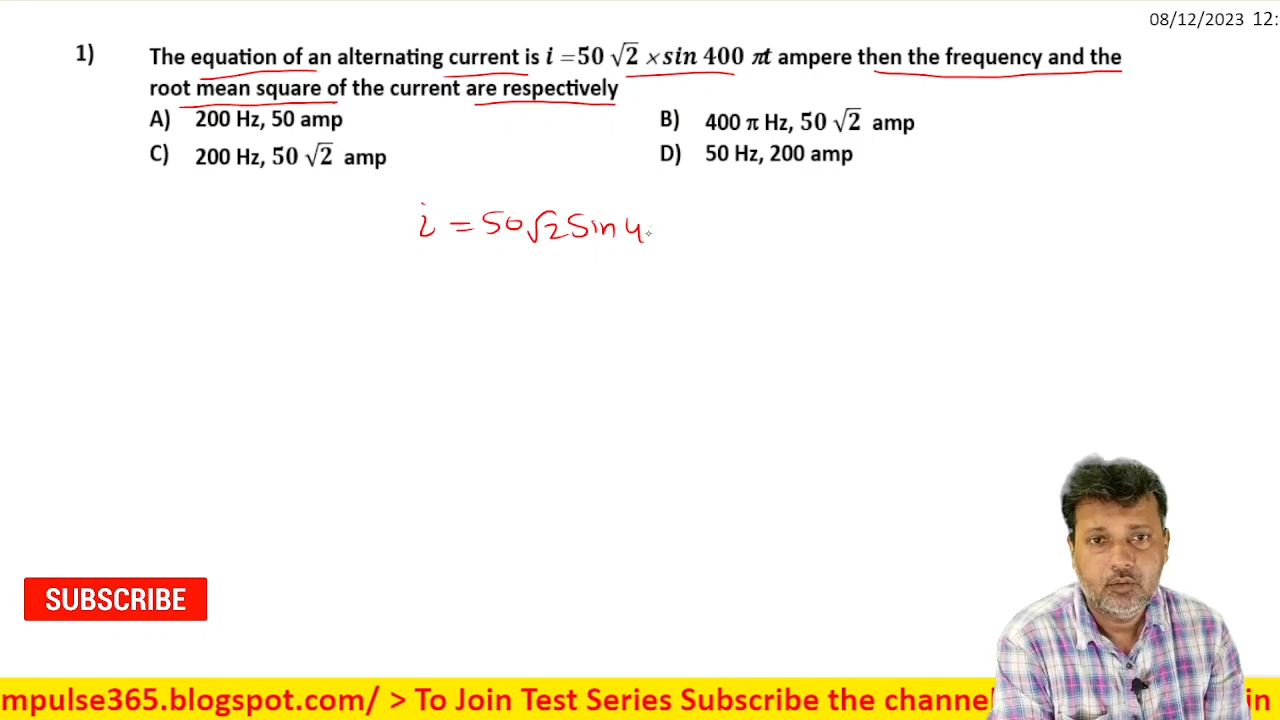 08/12/2023 12:
1) The equation of an alternating current is i =50 √2 ×sin 400 πt ampere then the frequency and the
root mean square of the current are respectively
A) 200 Hz, 50 amp B) 400 π Hz, 50 √2 amp
C) 200 Hz, 50 √2 amp D) 50 Hz, 200 amp
i = 50√2 Sin 4
SUBSCRIBE
mpulse365.blogspot.com/ > To Join Test Series Subscribe the channel in